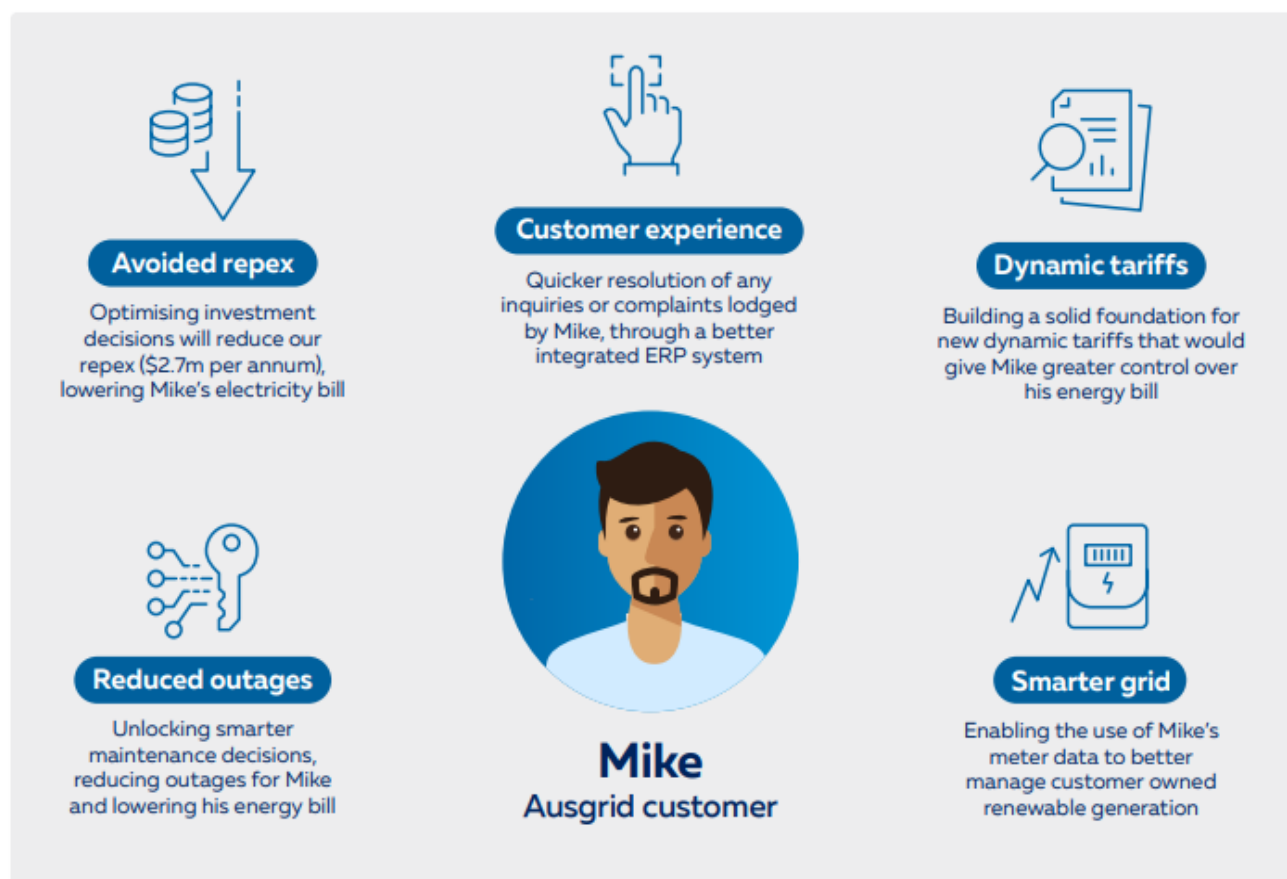 Avoided repex
Optimising investment
decisions will reduce our
repex ($2.7m per annum),
lowering Mike's electricity bill
Customer experience
Quicker resolution of any
inquiries or complaints lodged
by Mike, through a better
integrated ERP system
Dynamic tariffs
Building a solid foundation for
new dynamic tariffs that would
give Mike greater control over
his energy bill
Reduced outages
Unlocking smarter
maintenance decisions,
reducing outages for Mike
and lowering his energy bill
Mike
Ausgrid customer
Smarter grid
Enabling the use of Mike's
meter data to better
manage customer owned
renewable generation